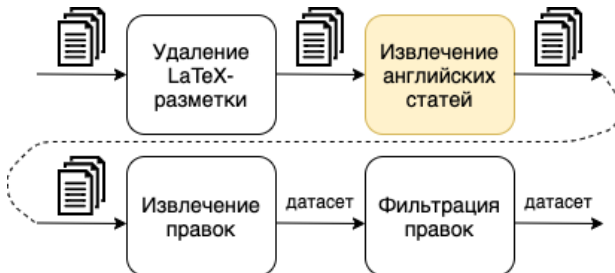 Удаление
LaTeX-
разметки
Извлечение
английских
статей
Извлечение
правок
датасет
Фильтрация
правок
датасет